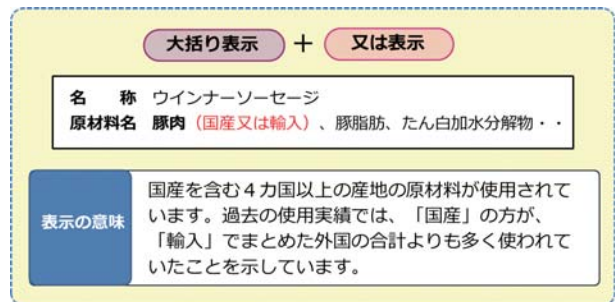 大括り表示 + 又は表示
名 称 ウインナーソーセージ
原材料名 豚肉（国産又は輸入）、豚脂肪、たん白加水分解物・・
表示の意味
国産を含む４カ国以上の産地の原材料が使用されて
います。過去の使用実績では、「国産」の方が、
「輸入」でまとめた外国の合計よりも多く使われて
いたことを示しています。